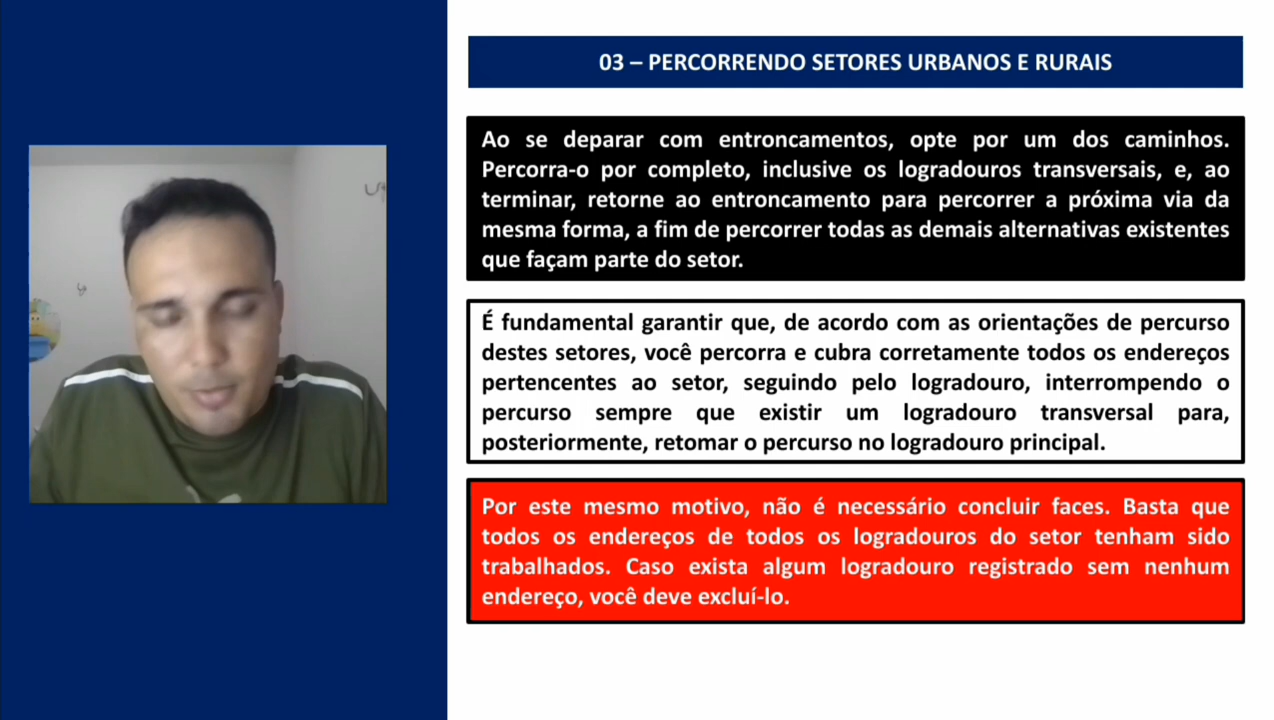 03 – PERCORRENDO SETORES URBANOS E RURAIS
Ao se deparar com entroncamentos, opte por um dos caminhos.
Percorra-o por completo, inclusive os logradouros transversais, e, ao
terminar, retorne ao entroncamento para percorrer a próxima via da
mesma forma, a fim de percorrer todas as demais alternativas existentes
que façam parte do setor.
É fundamental garantir que, de acordo com as orientações de percurso
destes setores, você percorra e cubra corretamente todos os endereços
pertencentes ao setor, seguindo pelo logradouro, interrompendo o
percurso sempre que existir um logradouro transversal para,
posteriormente, retomar o percurso no logradouro principal.
Por este mesmo motivo, não é necessário concluir faces. Basta que
todos os endereços de todos os logradouros do setor tenham sido
trabalhados. Caso exista algum logradouro registrado sem nenhum
endereço, você deve excluí-lo.